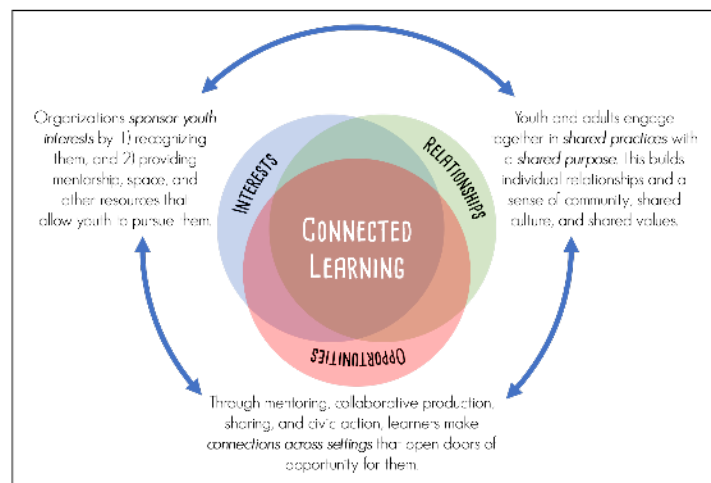 Organizations sponsor youth
interests by 1) recognizing
them, and 2) providing
mentorship, space, and
other resources that
allow youth to pursue them.
INTERESTS
RELATIONSHIPS
CONNECTED
LEARNING
OPPORTUNITIES
Youth and adults engage
together in shared practices with
a shared purpose. This builds
individual relationships and a
sense of community, shared
culture, and shared values.
Through mentoring, collaborative production,
sharing, and civic action, learners make
connections across settings that open doors of
opportunity for them.